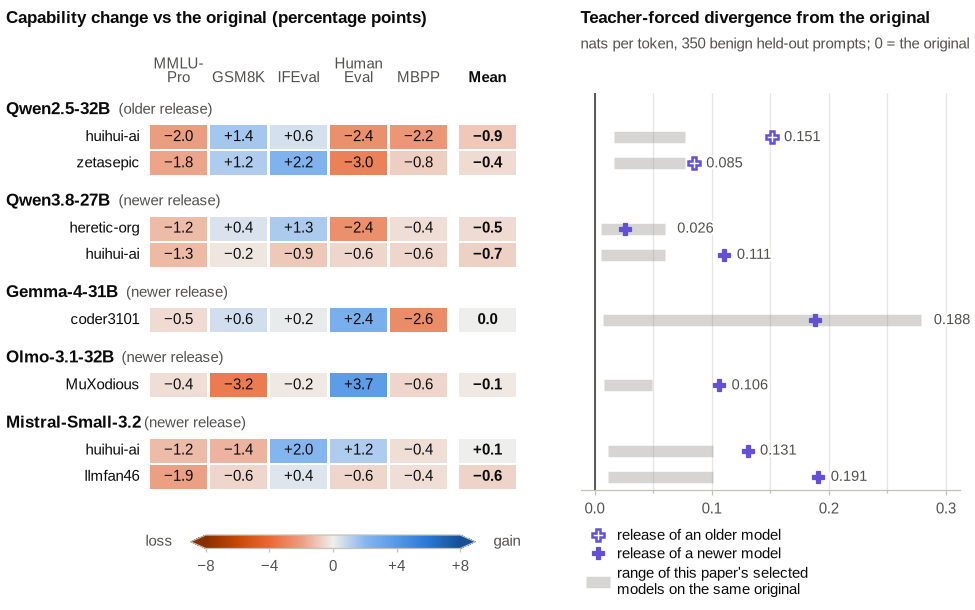 Capability change vs the original (percentage points)
MMLU-Pro GSM8K IFEval Human Eval MBPP Mean
Qwen2.5-32B (older release)
huihui-ai −2.0 +1.4 +0.6 −2.4 −2.2 −0.9
zetasepic −1.8 +1.2 +2.2 −3.0 −0.8 −0.4
Qwen3.8-27B (newer release)
heretic-org −1.2 +0.4 +1.3 −2.4 −0.4 −0.5
huihui-ai −1.3 −0.2 −0.9 −0.6 −0.6 −0.7
Gemma-4-31B (newer release)
coder3101 −0.5 +0.6 +0.2 +2.4 −2.6 0.0
Olmo-3.1-32B (newer release)
MuXodious −0.4 −3.2 −0.2 +3.7 −0.6 −0.1
Mistral-Small-3.2 (newer release)
huihui-ai −1.2 −1.4 +2.0 +1.2 −0.4 +0.1
llmfan46 −1.9 −0.6 +0.4 −0.6 −0.4 −0.6
loss gain
−8 −4 0 +4 +8
Teacher-forced divergence from the original
nats per token, 350 benign held-out prompts; 0 = the original
0.151
0.085
0.026
0.111
0.188
0.106
0.131
0.191
0.0 0.1 0.2 0.3
release of an older model
release of a newer model
range of this paper's selected
models on the same original